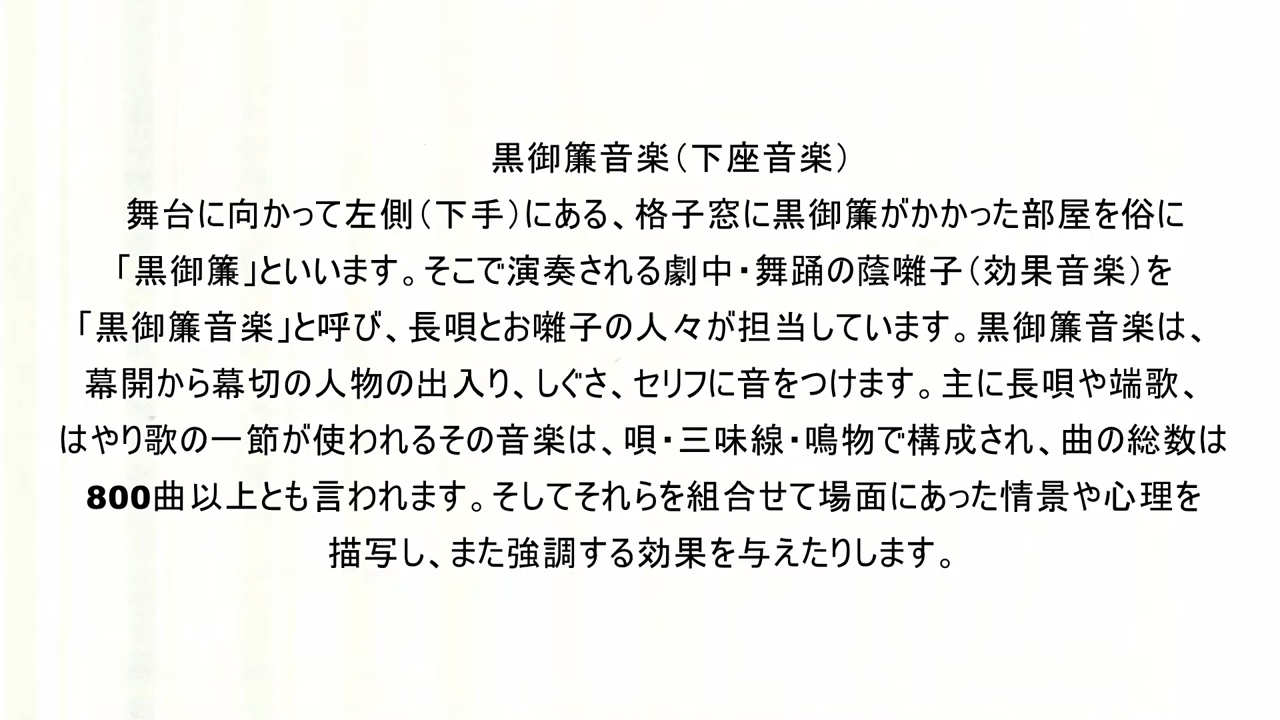 黒御簾音楽（下座音楽）
舞台に向かって左側（下手）にある、格子窓に黒御簾がかかった部屋を俗に
「黒御簾」といいます。そこで演奏される劇中・舞踊の蔭囃子（効果音楽）を
「黒御簾音楽」と呼び、長唄とお囃子の人々が担当しています。黒御簾音楽は、
幕開から幕切の人物の出入り、しぐさ、セリフに音をつけます。主に長唄や端歌、
はやり歌の一節が使われるその音楽は、唄・三味線・鳴物で構成され、曲の総数は
800曲以上とも言われます。そしてそれらを組合せて場面にあった情景や心理を
描写し、また強調する効果を与えたりします。